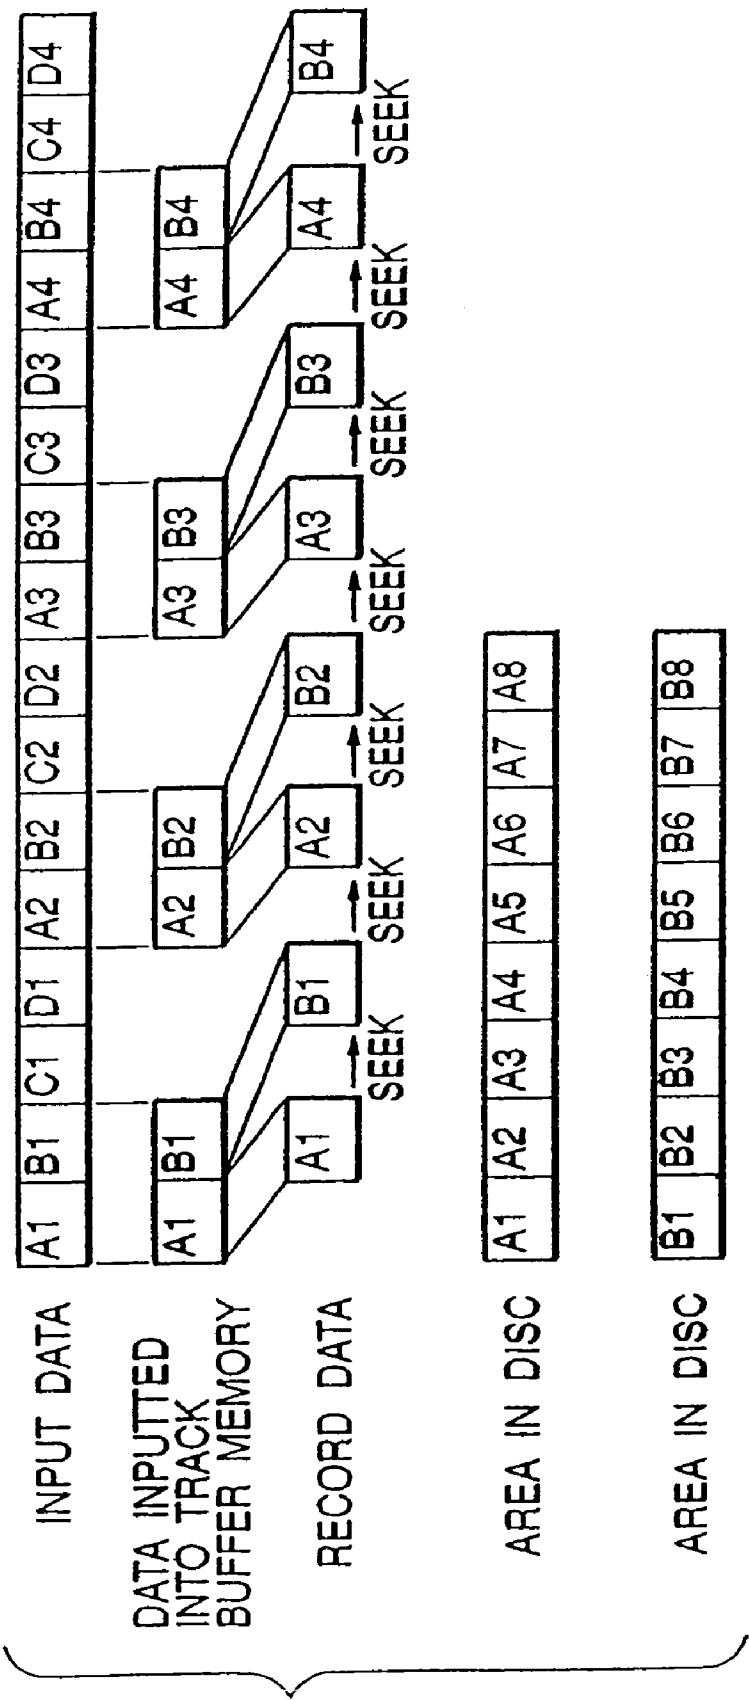 INPUT DATA
A1 B1 C1 D1 A2 B2 C2 D2 A3 B3 C3 D3 A4 B4 C4 D4
DATA INPUTTED
INTO TRACK
BUFFER MEMORY
A1 B1 A2 B2 A3 B3 A4 B4
RECORD DATA
A1 B1 A2 B2 A3 B3 A4 B4
SEEK SEEK SEEK SEEK SEEK SEEK SEEK
AREA IN DISC
A1 A2 A3 A4 A5 A6 A7 A8
AREA IN DISC
B1 B2 B3 B4 B5 B6 B7 B8